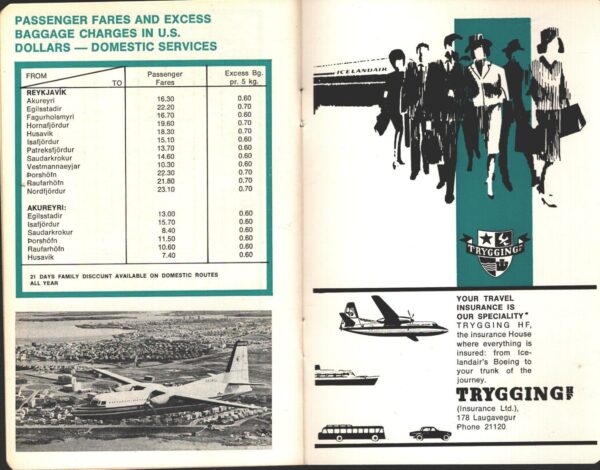 PASSENGER FARES AND EXCESS
BAGGAGE CHARGES IN U.S.
DOLLARS — DOMESTIC SERVICES
FROM TO Passenger Fares Excess Bg. pr. 5 kg.
REYKJAVÍK
Akureyri 16.30 0.60
Egilsstadir 22.20 0.70
Fagurholsmyri 16.70 0.60
Hornafjördur 19.60 0.70
Husavik 18.30 0.70
Isafjördur 15.10 0.60
Patreksfjördur 13.70 0.60
Saudarkrokur 14.60 0.60
Vestmannaeyjar 10.30 0.60
Þorshöfn 22.30 0.70
Raufarhöfn 21.80 0.70
Nordfjördur 23.10 0.70
AKUREYRI:
Egilsstadir 13.00 0.60
Isafjördur 15.70 0.60
Saudarkrokur 8.40 0.60
Þorshöfn 11.50 0.60
Raufarhöfn 10.60 0.60
Husavik 7.40 0.60
21 DAYS FAMILY DISCCUNT AVAILABLE ON DOMESTIC ROUTES
ALL YEAR
ICELANDAIR
TRYGGING HF
YOUR TRAVEL
INSURANCE IS
OUR SPECIALITY"
TRYGGING HF,
the insurance House
where everything is
insured: from Ice-
landair's Boeing to
your trunk of the
journey.
TRYGGING HF
(Insurance Ltd.),
178 Laugavegur
Phone 21120